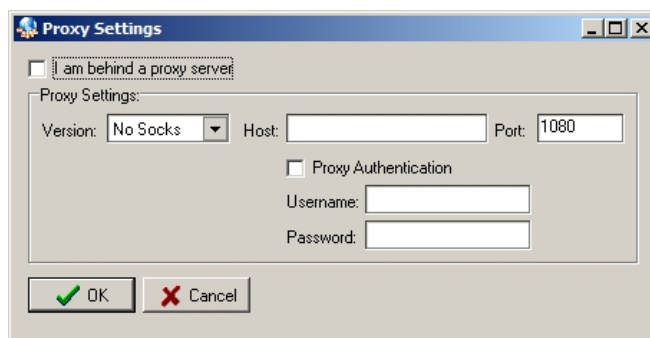 Proxy Settings
I am behind a proxy server
Proxy Settings:
Version: No Socks Host: Port: 1080
Proxy Authentication
Username:
Password:
OK Cancel